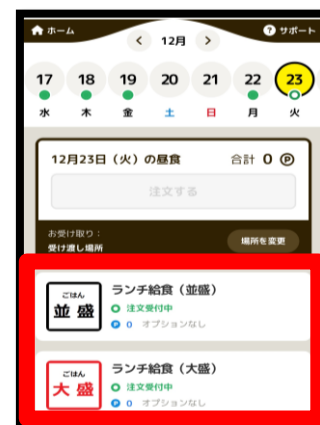 ホーム
12月
サポート
17 18 19 20 21 22 23
水 木 金 土 日 月 火
12月23日（火）の昼食 合計 0 P
注文する
お受け取り：
受け渡し場所
場所を変更
ごはん
並盛
ランチ給食（並盛）
注文受付中
P 0 オプションなし
ごはん
大盛
ランチ給食（大盛）
注文受付中
P 0 オプションなし